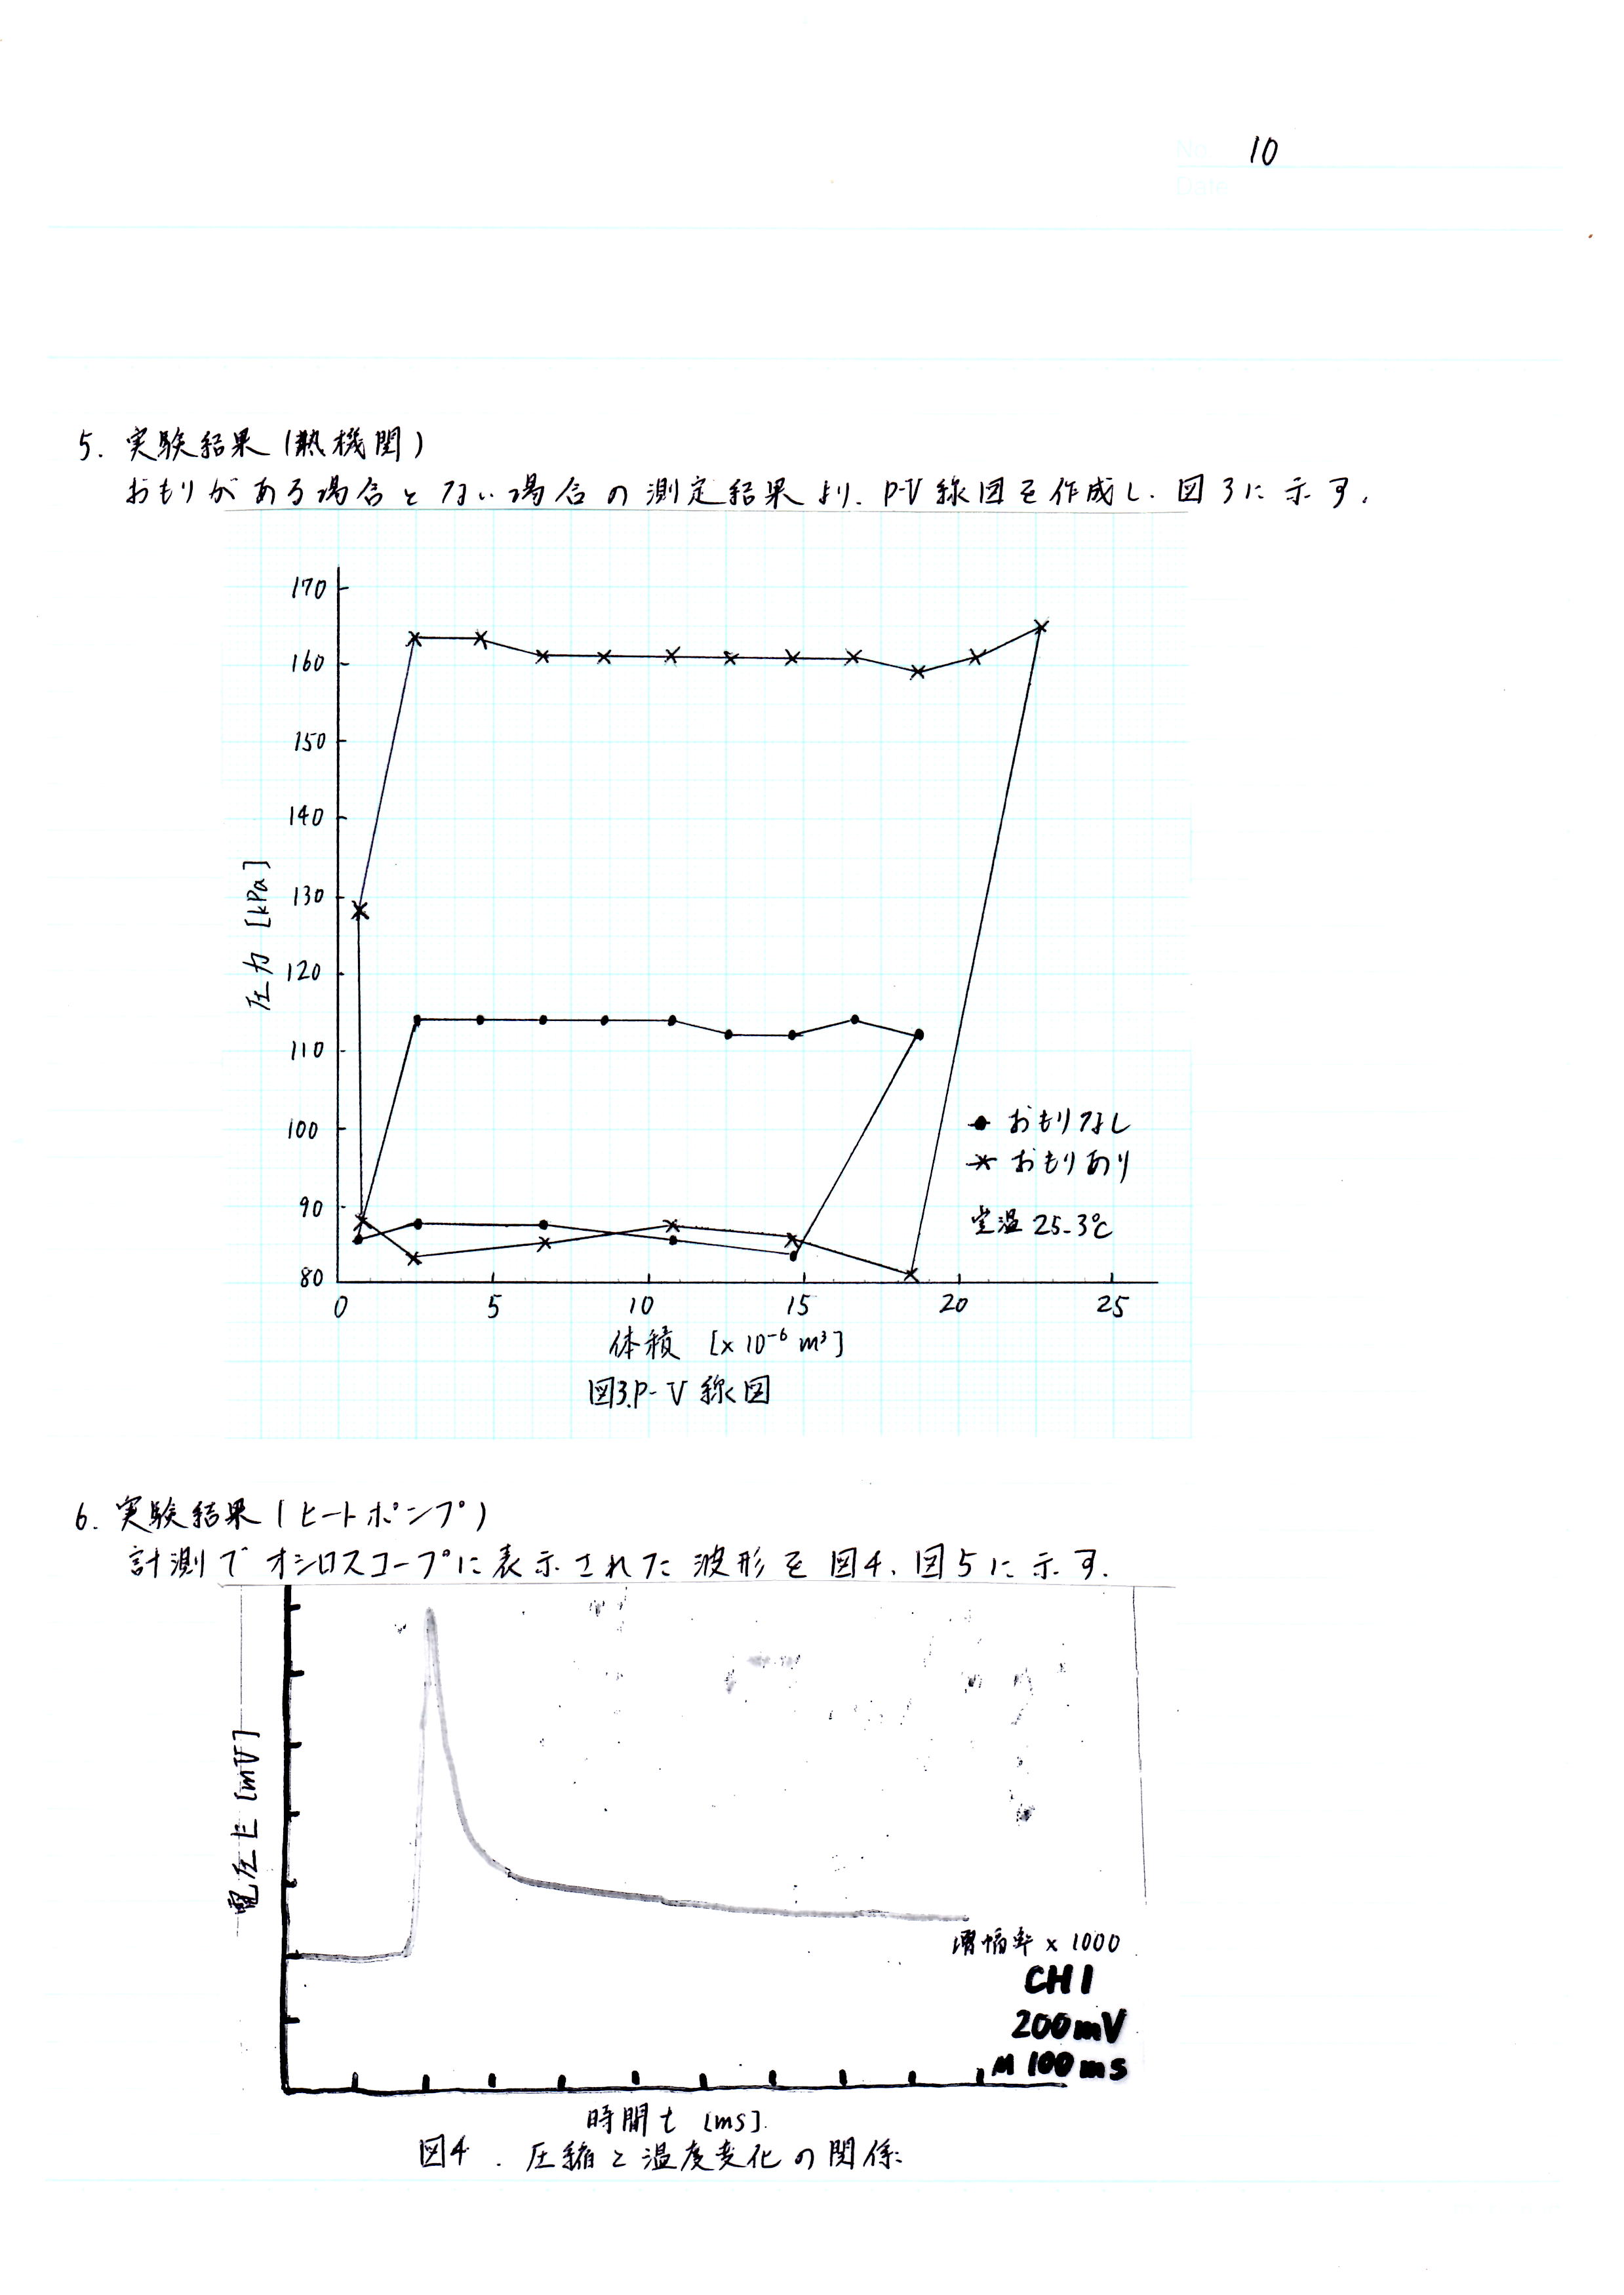 No. 10
Date
5. 実験結果(熱機関)
おもりがある場合とない場合の測定結果より、P-V線図を作成し、図3に示す。
170
160
150
140
130
120
110
100
90
80
圧力 [kPa]
おもりなし
おもりあり
室温 25.3℃
0 5 10 15 20 25
体積 [×10⁻⁶ m³]
図3.P-V線図
6. 実験結果(ヒートポンプ)
計測でオシロスコープに表示された波形を図4、図5に示す。
電圧E [mV]
増幅率×1000
CH1
200mV
M 100ms
時間t [ms].
図4. 圧縮と温度変化の関係